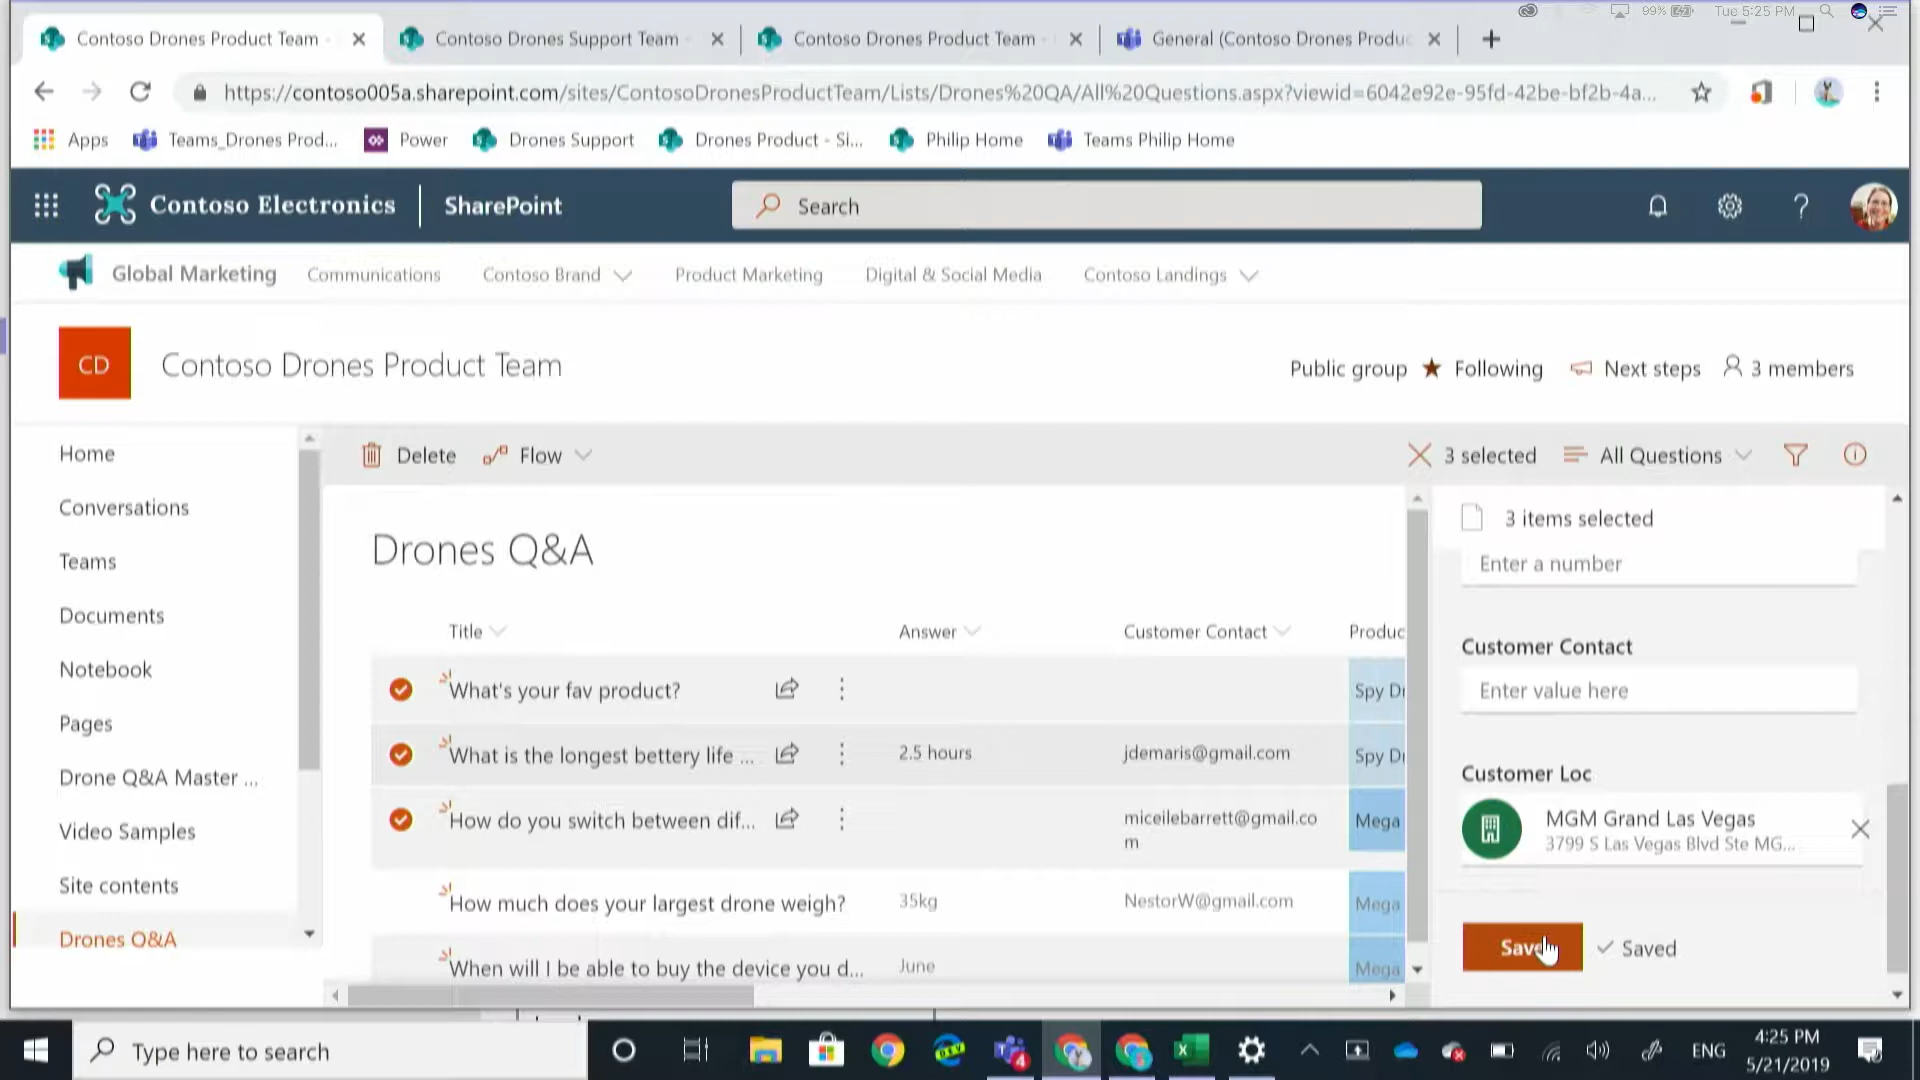 99%
Tue 5:25 PM
Contoso Drones Product Team -
Contoso Drones Support Team -
Contoso Drones Product Team -
General (Contoso Drones Produc
https://contoso005a.sharepoint.com/sites/ContosoDronesProductTeam/Lists/Drones%20QA/All%20Questions.aspx?viewid=6042e92e-95fd-42be-bf2b-4a...
Apps
Teams_Drones Prod...
Power
Drones Support
Drones Product - Si...
Philip Home
Teams Philip Home
Contoso Electronics
SharePoint
Search
Global Marketing
Communications
Contoso Brand
Product Marketing
Digital & Social Media
Contoso Landings
CD
Contoso Drones Product Team
Public group
Following
Next steps
3 members
Home
Conversations
Teams
Documents
Notebook
Pages
Drone Q&A Master ...
Video Samples
Site contents
Drones Q&A
Delete
Flow
3 selected
All Questions
Drones Q&A
Title
Answer
Customer Contact
Produc
What's your fav product?
Spy Dr
What is the longest bettery life ...
2.5 hours
jdemaris@gmail.com
Spy Dr
How do you switch between dif...
miceilebarrett@gmail.co
m
Mega
How much does your largest drone weigh?
35kg
NestorW@gmail.com
Mega
When will I be able to buy the device you d...
June
Mega
3 items selected
Enter a number
Customer Contact
Enter value here
Customer Loc
MGM Grand Las Vegas
3799 S Las Vegas Blvd Ste MG...
Save
Saved
Type here to search
DEV
4
ENG
4:25 PM
5/21/2019